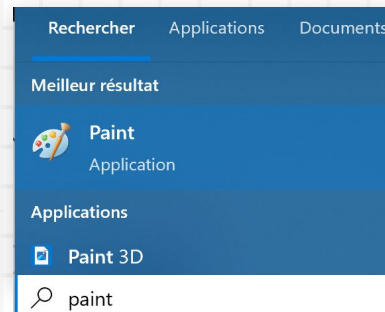 Rechercher Applications Documents
Meilleur résultat
Paint
Application
Applications
Paint 3D
paint